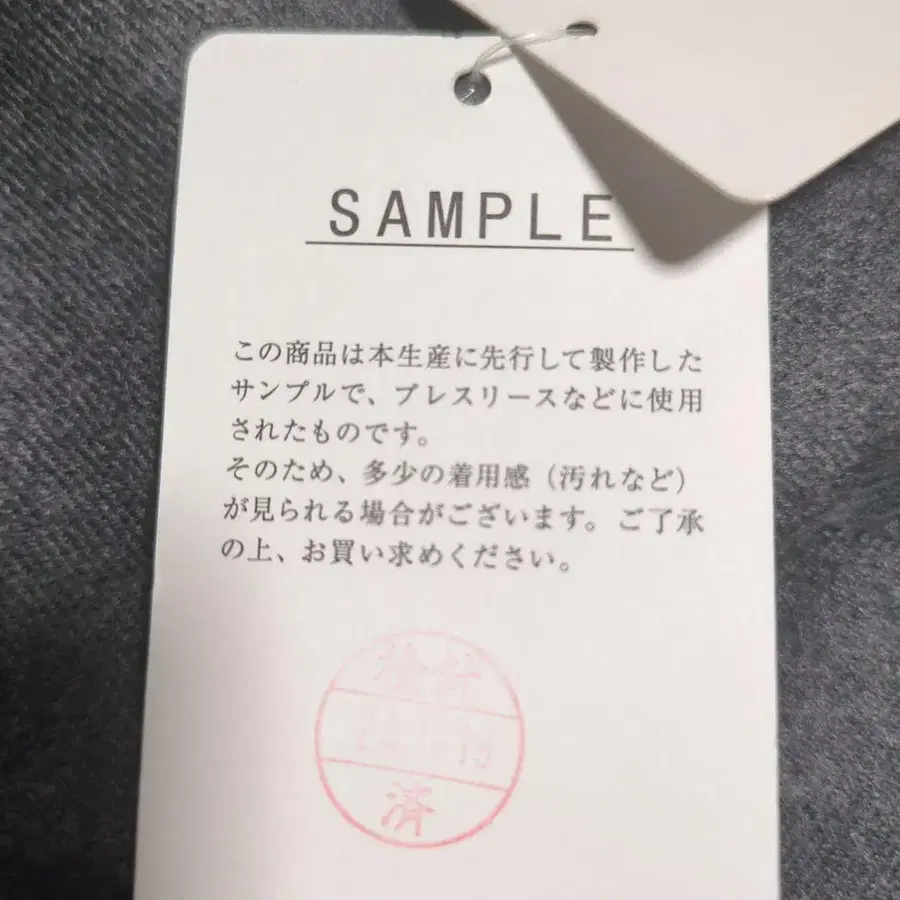 SAMPLE
この商品は本生産に先行して製作した
サンプルで、プレスリースなどに使用
されたものです。
そのため、多少の着用感（汚れなど）
が見られる場合がございます。ご了承
の上、お買い求めください。
検針
済